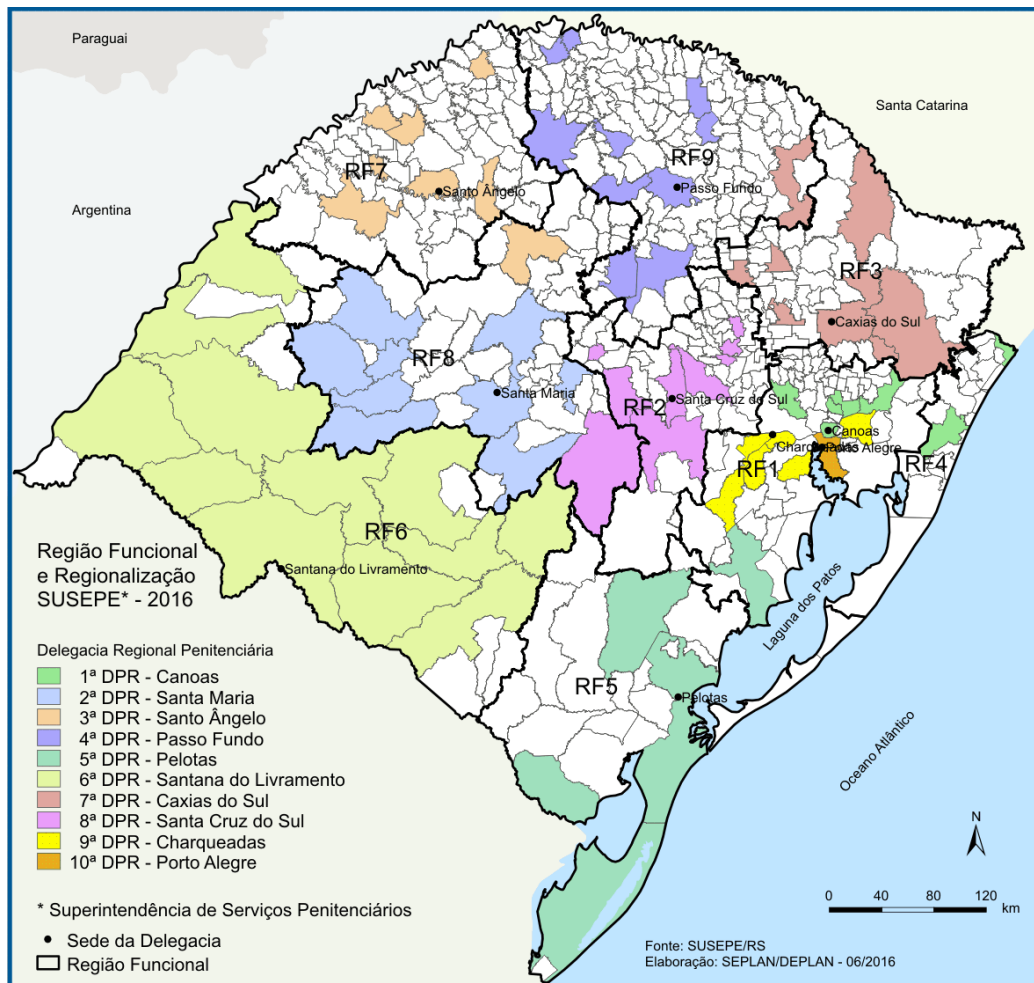 Paraguai
Santa Catarina
Argentina
RF7
Santo Ângelo
RF9
Passo Fundo
RF3
Caxias do Sul
RF8
Santa Maria
RF2
Santa Cruz do Sul
Canoas
Charqueadas
Porto Alegre
RF1
RF4
RF6
Santana do Livramento
Laguna dos Patos
RF5
Pelotas
Oceano Atlântico
Região Funcional
e Regionalização
SUSEPE* - 2016
Delegacia Regional Penitenciária
1ª DPR - Canoas
2ª DPR - Santa Maria
3ª DPR - Santo Ângelo
4ª DPR - Passo Fundo
5ª DPR - Pelotas
6ª DPR - Santana do Livramento
7ª DPR - Caxias do Sul
8ª DPR - Santa Cruz do Sul
9ª DPR - Charqueadas
10ª DPR - Porto Alegre
* Superintendência de Serviços Penitenciários
Sede da Delegacia
Região Funcional
N
0 40 80 120
km
Fonte: SUSEPE/RS
Elaboração: SEPLAN/DEPLAN - 06/2016